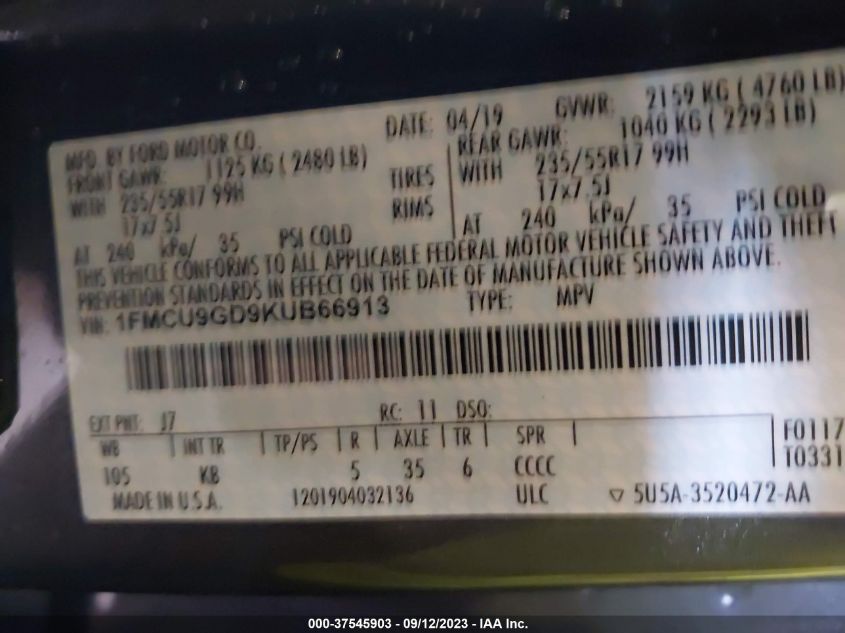 MFD. BY FORD MOTOR CO. DATE: 04/19 GVWR: 2159 KG ( 4760 LB)
FRONT GAWR: 1125 KG ( 2480 LB) REAR GAWR: 1040 KG ( 2293 LB)
WITH 235/55R17 99H TIRES WITH 235/55R17 99H
17x7.5J RIMS 17x7.5J
AT 240 kPa/ 35 PSI COLD AT 240 kPa/ 35 PSI COLD
THIS VEHICLE CONFORMS TO ALL APPLICABLE FEDERAL MOTOR VEHICLE SAFETY AND THEFT
PREVENTION STANDARDS IN EFFECT ON THE DATE OF MANUFACTURE SHOWN ABOVE.
VIN: 1FMCU9GD9KUB66913 TYPE: MPV
EXT PNT: J7 RC: 11 DSO:
WB INT TR TP/PS R AXLE TR SPR F0117
105 KB 5 35 6 CCCC T0331
MADE IN U.S.A. 1201904032136 ULC ▽ 5U5A-3520472-AA
000-37545903 - 09/12/2023 - © IAA Inc.